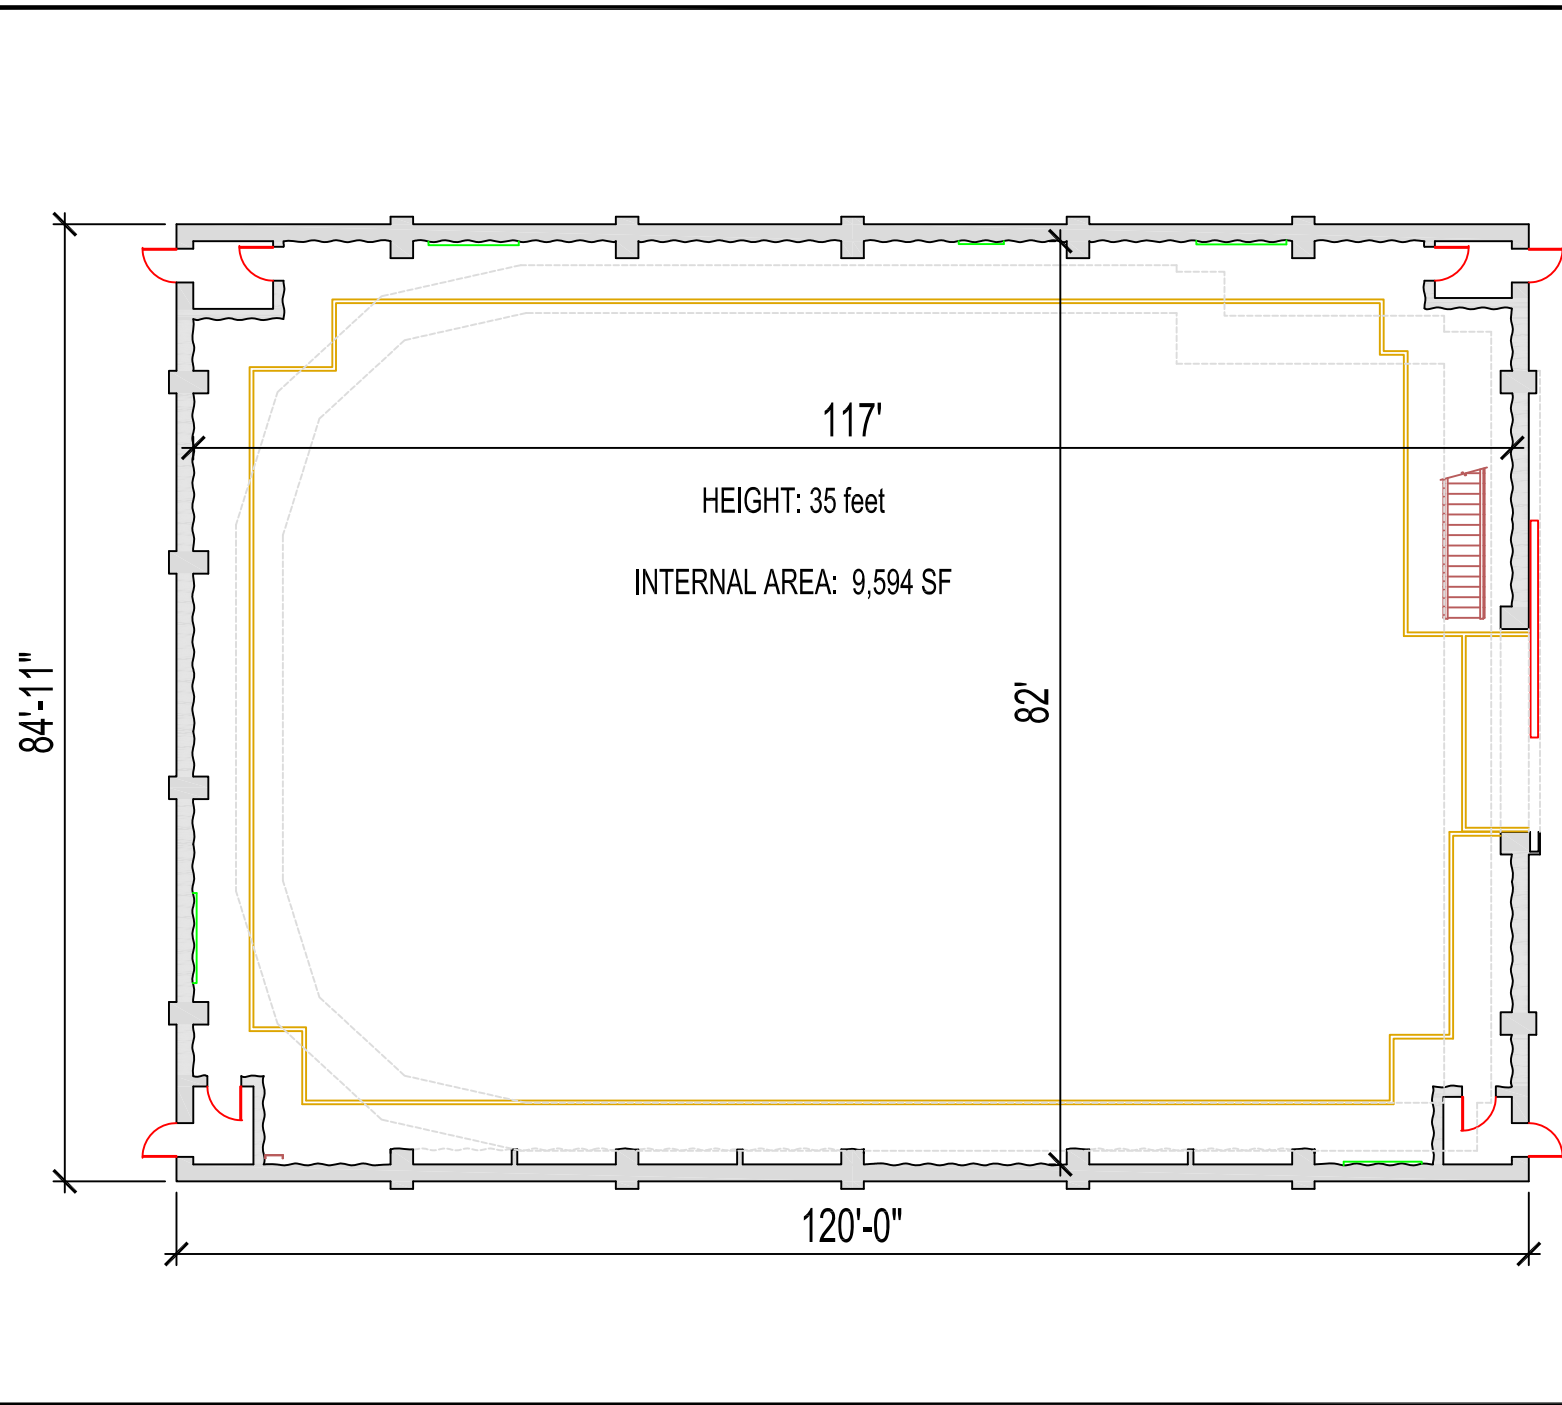 117'
HEIGHT: 35 feet
INTERNAL AREA: 9,594 SF
84'-11"
82'
120'-0"